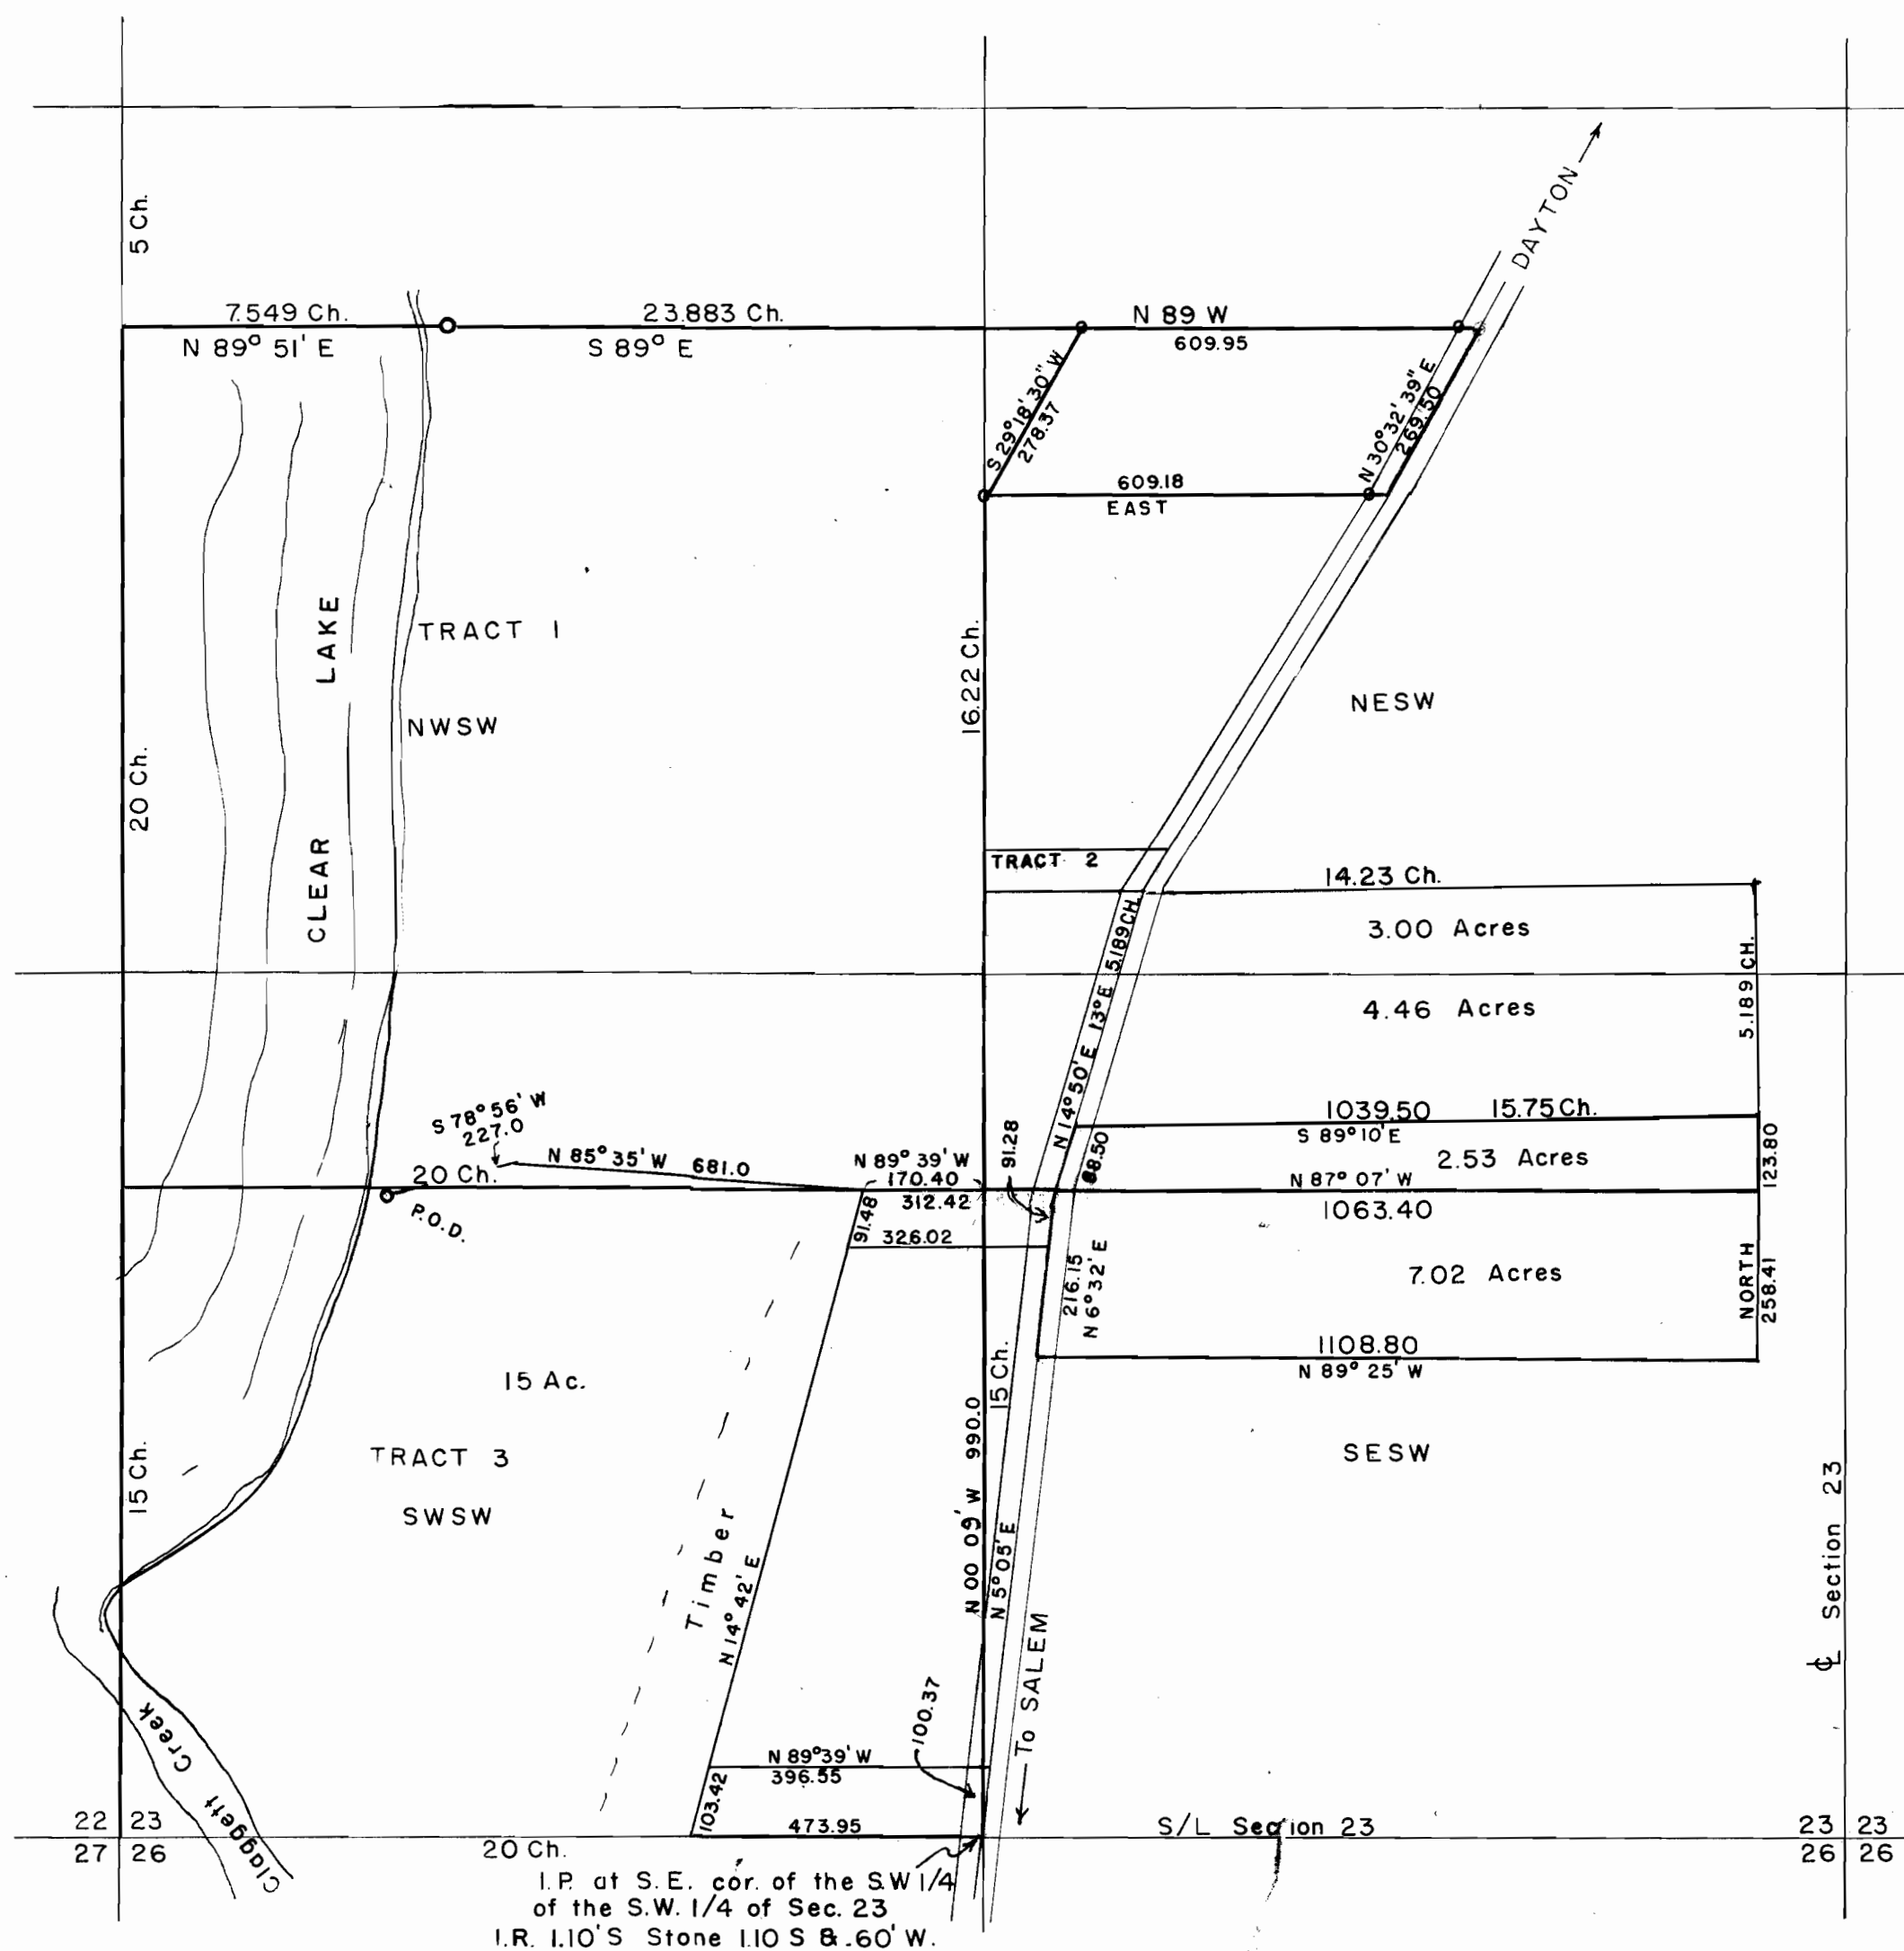 DAYTON
5 Ch.
7.549 Ch.
N 89° 51' E
23.883 Ch.
S 89° E
N 89 W
609.95
S 29° 18' 30" W
278.37
N 30° 32' 39" E
269.50
609.18
EAST
LAKE
CLEAR
TRACT 1
NWSW
20 Ch.
16.22 Ch.
NESW
TRACT 2
14.23 Ch.
3.00 Acres
5.189 CH.
N 14° 50' E 13° E 5.189 CH.
4.46 Acres
1039.50 15.75 Ch.
S 89° 10' E
2.53 Acres
123.80
N 87° 07' W
1063.40
S 78° 56' W
227.0
N 85° 35' W 681.0
N 89° 39' W
170.40
312.42
91.28
88.50
20 Ch.
P.O.D.
91.48
326.02
216.15
N 6° 32' E
7.02 Acres
NORTH
258.41
1108.80
N 89° 25' W
15 Ac.
TRACT 3
SWSW
15 Ch.
Timber
N 14° 42' E
N 00 09' W 990.0
15 Ch.
N 5° 05' E
SESW
℄ Section 23
To SALEM
100.37
Claggett Creek
N 89° 39' W
396.55
103.42
473.95
22 23
27 26
20 Ch.
S/L Section 23
23 23
26 26
I.P. at S.E. cor. of the S.W 1/4
of the S.W. 1/4 of Sec. 23
I.R. 1.10' S Stone 1.10 S & .60' W.